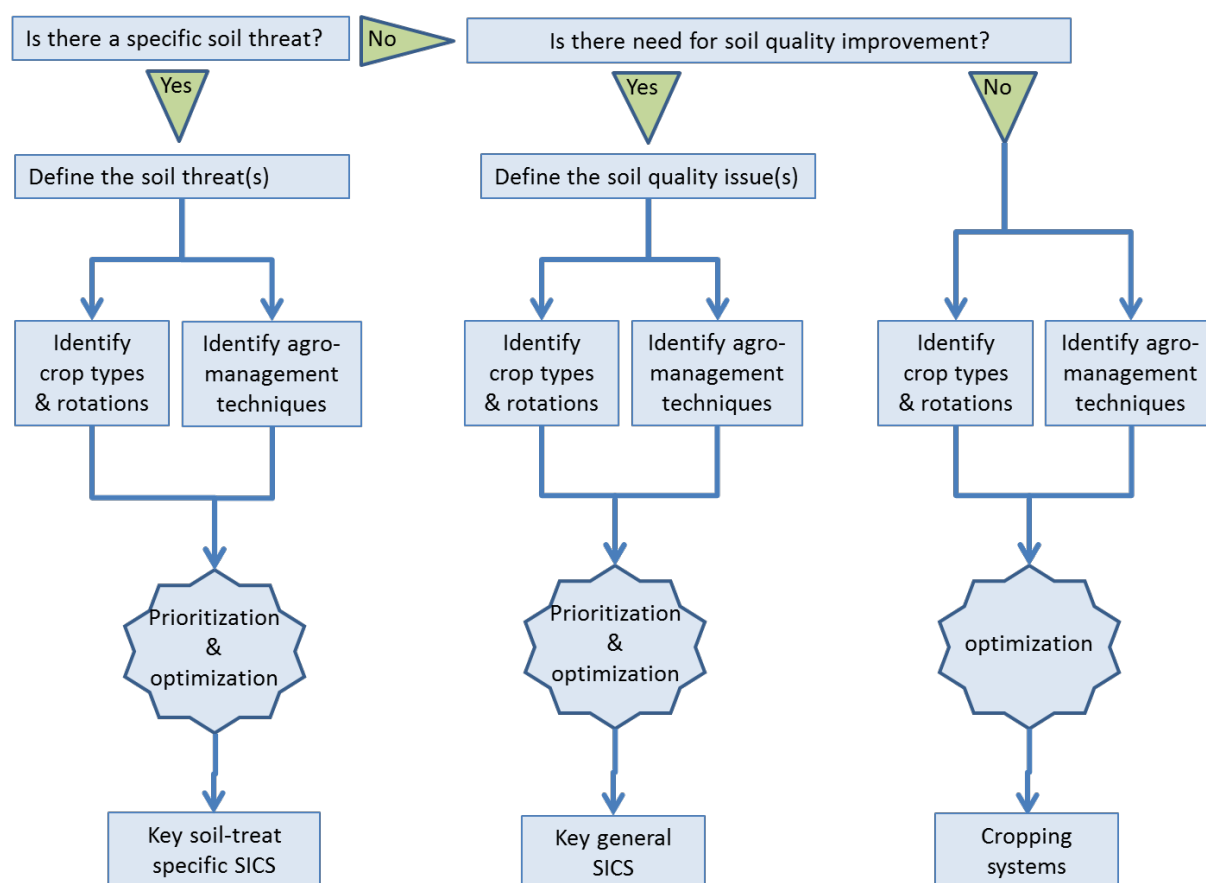 Is there a specific soil threat?
No
Is there need for soil quality improvement?
Yes
Yes
No
Define the soil threat(s)
Define the soil quality issue(s)
Identify
crop types
& rotations
Identify agro-
management
techniques
Identify
crop types
& rotations
Identify agro-
management
techniques
Identify
crop types
& rotations
Identify agro-
management
techniques
Prioritization
&
optimization
Prioritization
&
optimization
optimization
Key soil-treat
specific SICS
Key general
SICS
Cropping
systems